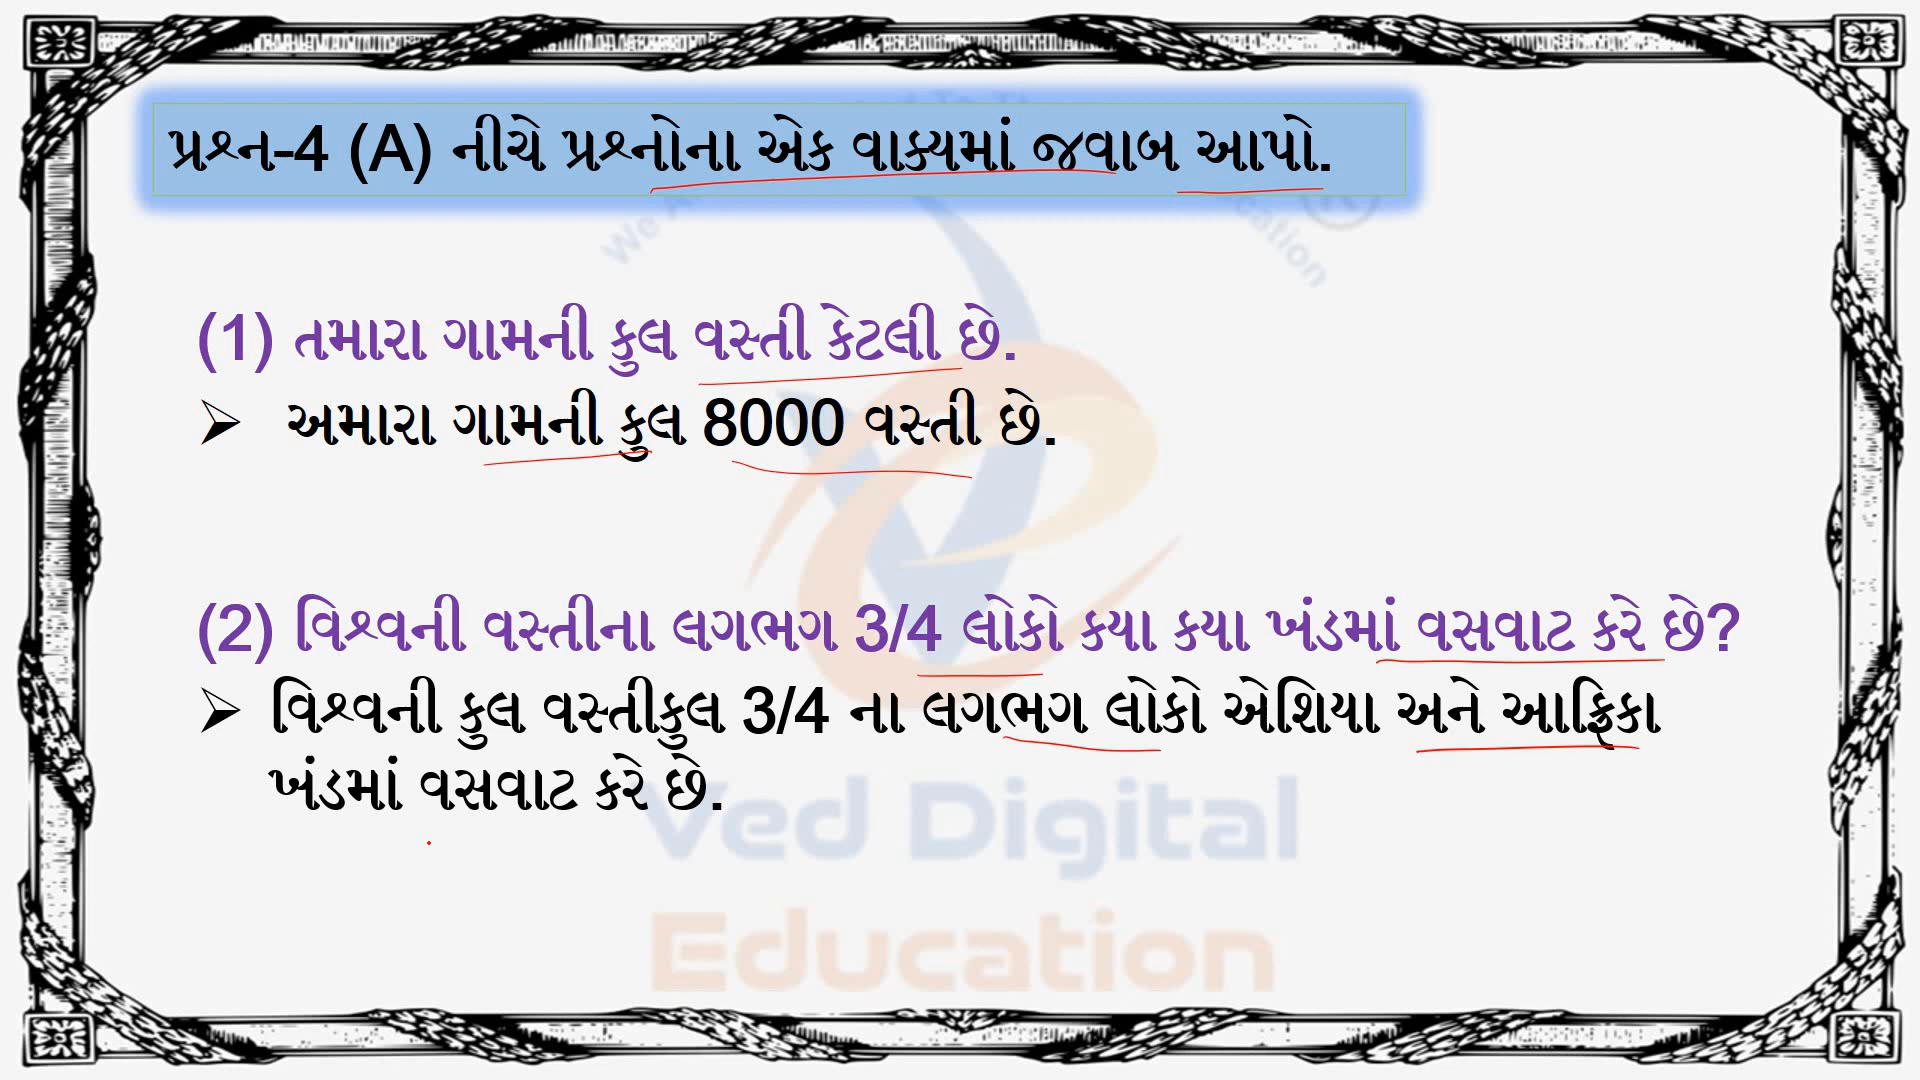 પ્રશ્ન-4 (A) નીચે પ્રશ્નોના એક વાક્યમાં જવાબ આપો.
We A
cation
(1) તમારા ગામની કુલ વસ્તી કેટલી છે.
➢ અમારા ગામની કુલ 8000 વસ્તી છે.
(2) વિશ્વની વસ્તીના લગભગ 3/4 લોકો ક્યા ક્યા ખંડમાં વસવાટ કરે છે?
➢ વિશ્વની કુલ વસ્તીકુલ 3/4 ના લગભગ લોકો એશિયા અને આફ્રિકા
ખંડમાં વસવાટ કરે છે.
Ved Digital
Education